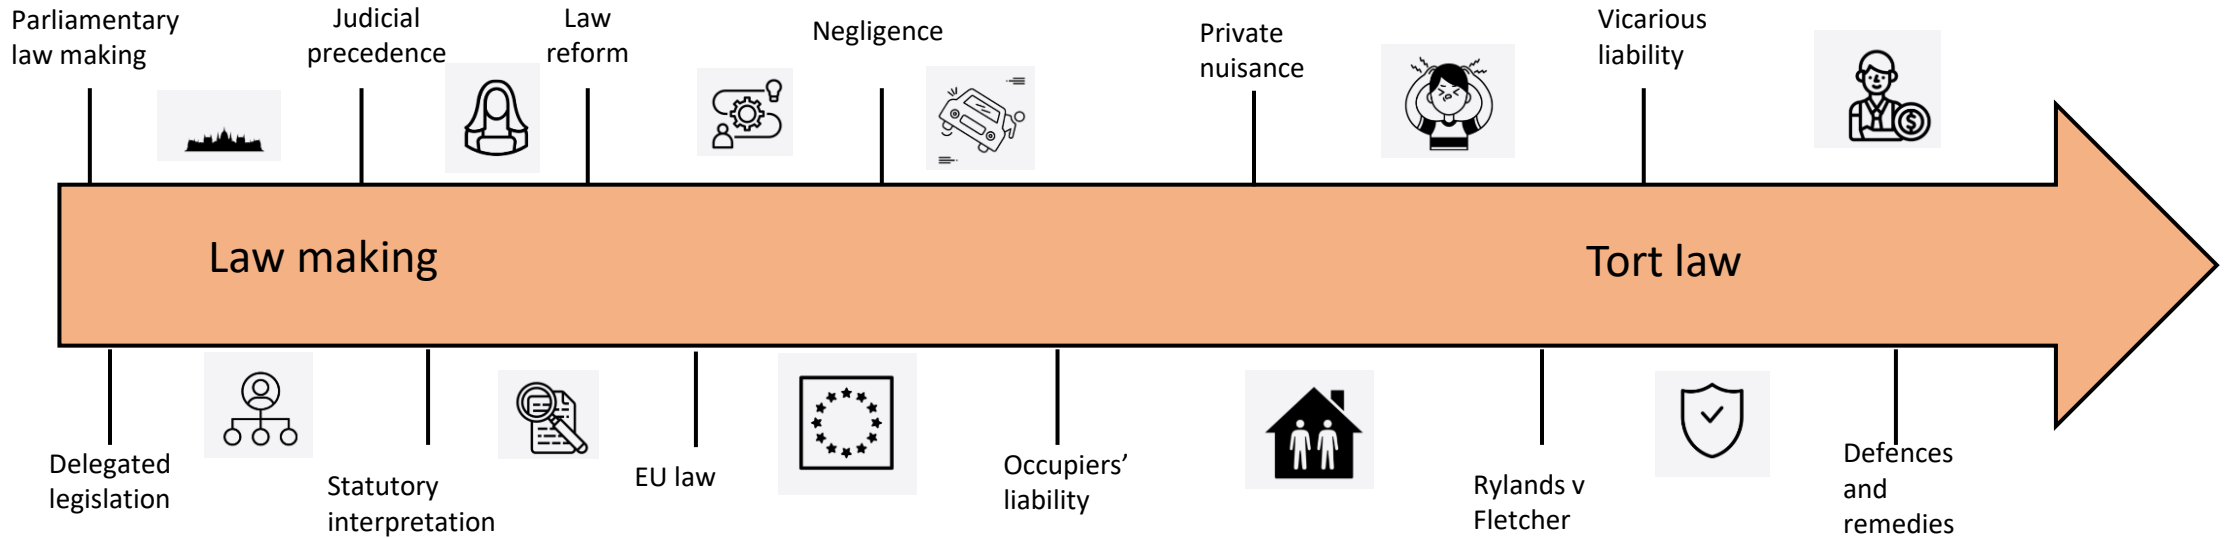 Parliamentary
law making
Judicial
precedence
Law
reform
Negligence
Private
nuisance
Vicarious
liability
Law making
Tort law
Delegated
legislation
Statutory
interpretation
EU law
Occupiers’
liability
Rylands v
Fletcher
Defences
and
remedies